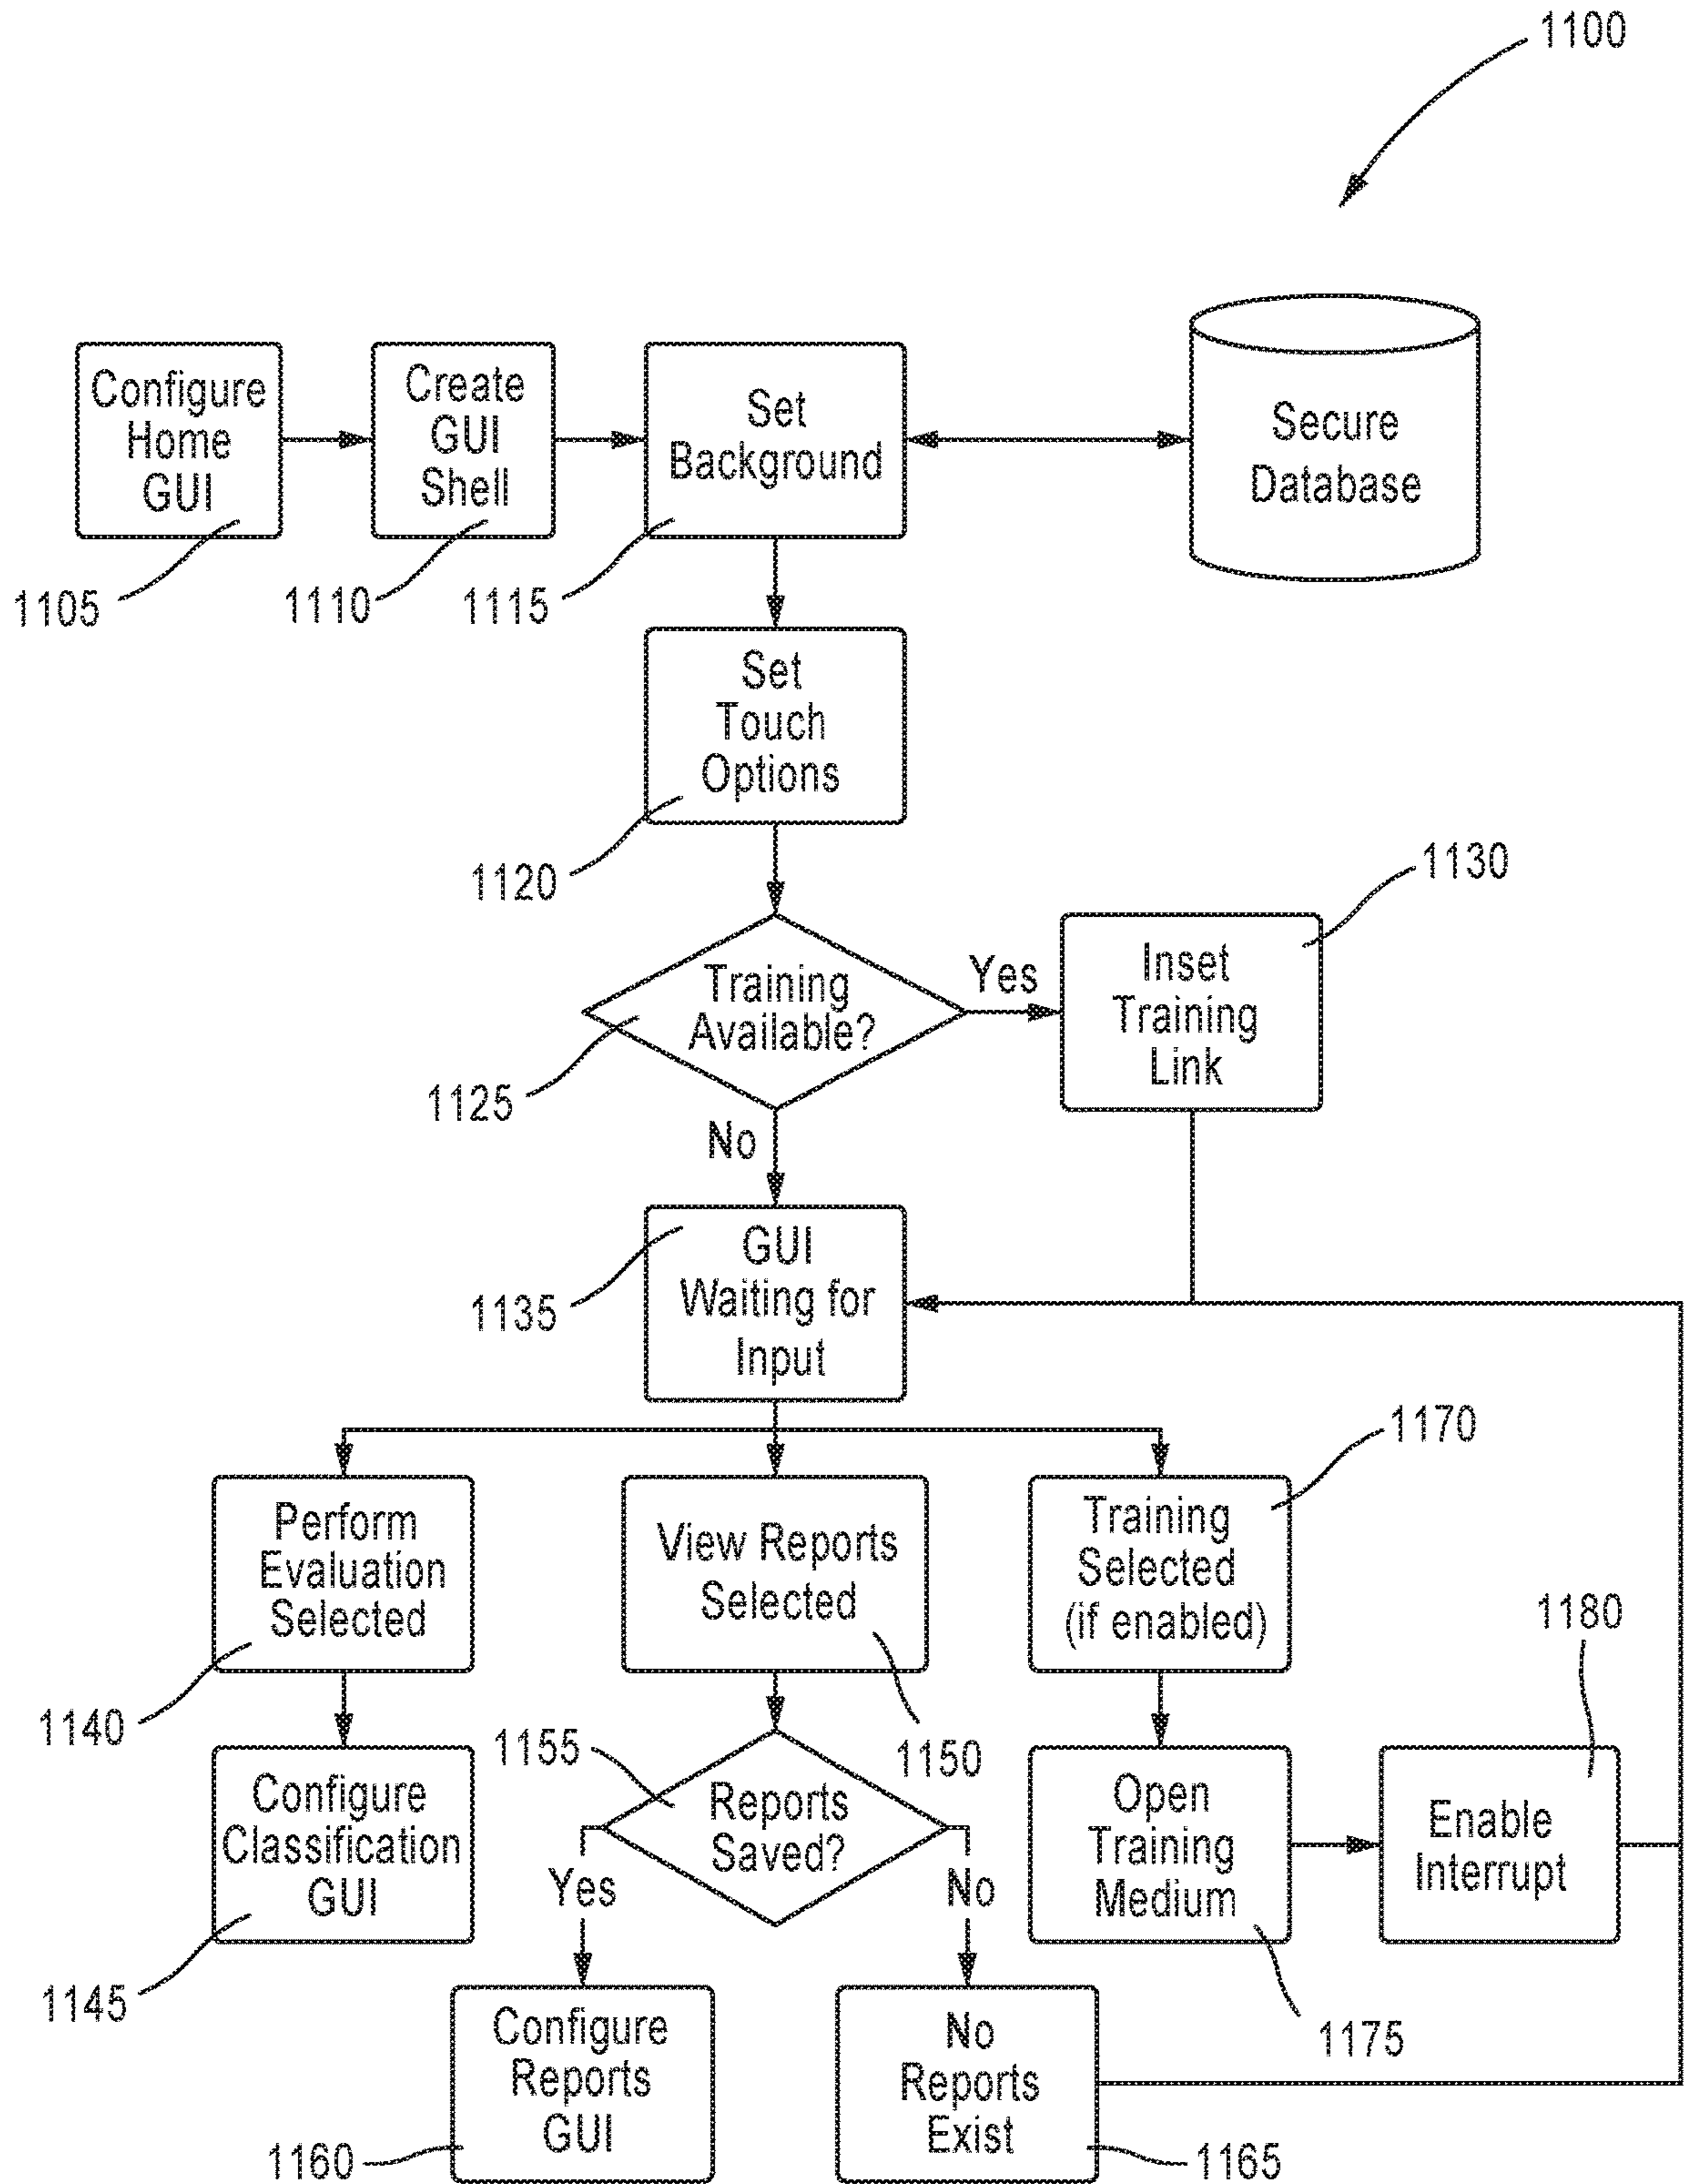 1100
Configure
Home
GUI
Create
GUI
Shell
Set
Background
Secure
Database
1105
1110
1115
Set
Touch
Options
1120
1130
Training
Available?
Yes
Inset
Training
Link
1125
No
GUI
Waiting for
Input
1135
1170
Perform
Evaluation
Selected
View Reports
Selected
Training
Selected
(if enabled)
1180
1140
1155
1150
Configure
Classification
GUI
Reports
Saved?
Open
Training
Medium
Enable
Interrupt
Yes
No
1145
1175
Configure
Reports
GUI
No
Reports
Exist
1160
1165